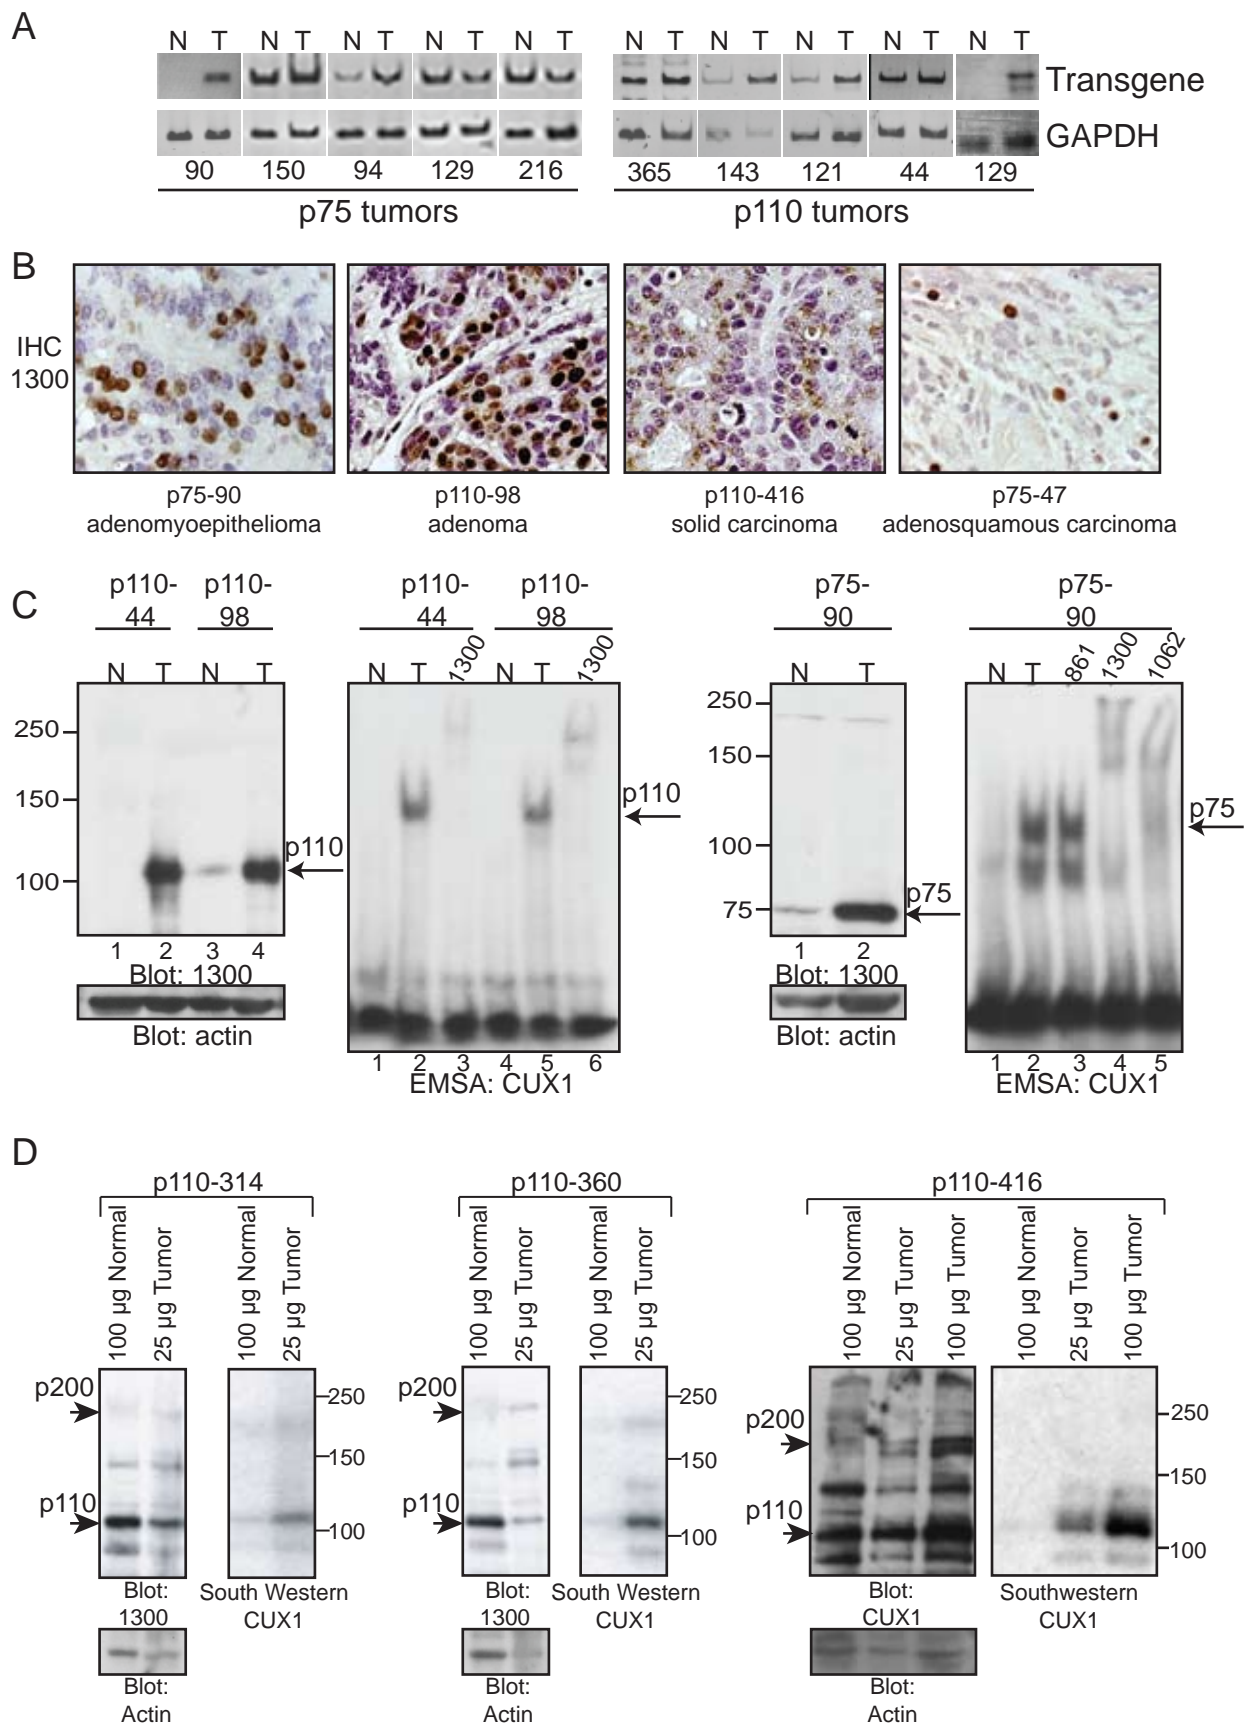 A
N T N T N T N T N T N T N T N T N T N T
Transgene
GAPDH
90 150 94 129 216 365 143 121 44 129
p75 tumors p110 tumors
B
IHC
1300
p75-90 p110-98 p110-416 p75-47
adenomyoepithelioma adenoma solid carcinoma adenosquamous carcinoma
C
p110- p110- p110- p110- p75- p75-
44 98 44 98 90 90
N T N T N T 1300 N T 1300 N T N T 861 1300 1062
250
150
100
p110
p110
250
150
100
75
p75
p75
1 2 3 4
Blot: 1300
Blot: actin
1 2 3 4 5 6
EMSA: CUX1
1 2
Blot: 1300
Blot: actin
1 2 3 4 5
EMSA: CUX1
D
p110-314 p110-360 p110-416
100 µg Normal 25 µg Tumor 100 µg Normal 25 µg Tumor
100 µg Normal 25 µg Tumor 100 µg Normal 25 µg Tumor
100 µg Normal 25 µg Tumor 100 µg Tumor 100 µg Normal 25 µg Tumor 100 µg Tumor
p200
p110
250
150
100
p200
p110
250
150
100
p200
p110
250
150
100
Blot:
1300
South Western
CUX1
Blot:
Actin
Blot:
1300
South Western
CUX1
Blot:
Actin
Blot:
CUX1
Southwestern
CUX1
Blot:
Actin